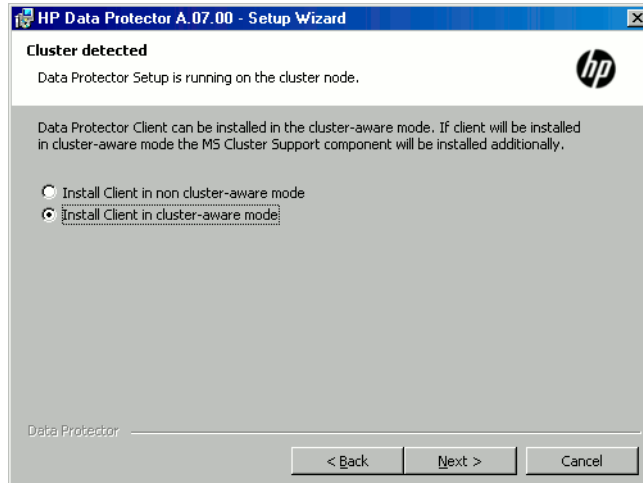 HP Data Protector A.07.00 - Setup Wizard
Cluster detected
Data Protector Setup is running on the cluster node.
hp
Data Protector Client can be installed in the cluster-aware mode. If client will be installed
in cluster-aware mode the MS Cluster Support component will be installed additionally.
Install Client in non cluster-aware mode
Install Client in cluster-aware mode
Data Protector
< Back Next > Cancel